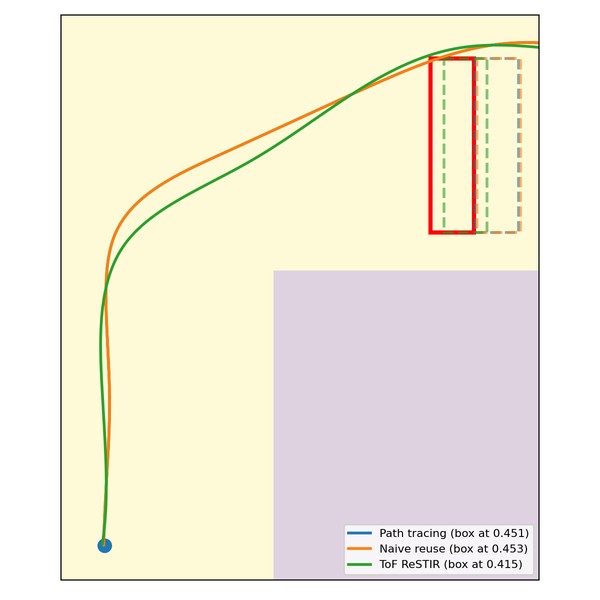 Path tracing (box at 0.451)
Naive reuse (box at 0.453)
ToF ReSTIR (box at 0.415)